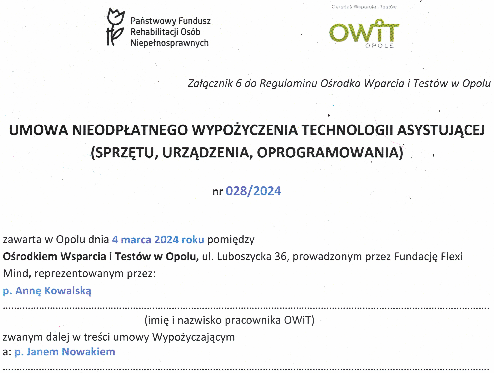 Państwowy Fundusz
Rehabilitacji Osób
Niepełnosprawnych
Ośrodek Wsparcia i Testów
OWiT
OPOLE
Załącznik 6 do Regulaminu Ośrodka Wparcia i Testów w Opolu
UMOWA NIEODPŁATNEGO WYPOŻYCZENIA TECHNOLOGII ASYSTUJĄCEJ
(SPRZĘTU, URZĄDZENIA, OPROGRAMOWANIA)
nr 028/2024
zawarta w Opolu dnia 4 marca 2024 roku pomiędzy
Ośrodkiem Wsparcia i Testów w Opolu, ul. Luboszycka 36, prowadzonym przez Fundację Flexi
Mind, reprezentowanym przez:
p. Annę Kowalską
(imię i nazwisko pracownika OWiT)
zwanym dalej w treści umowy Wypożyczającym
a: p. Janem Nowakiem